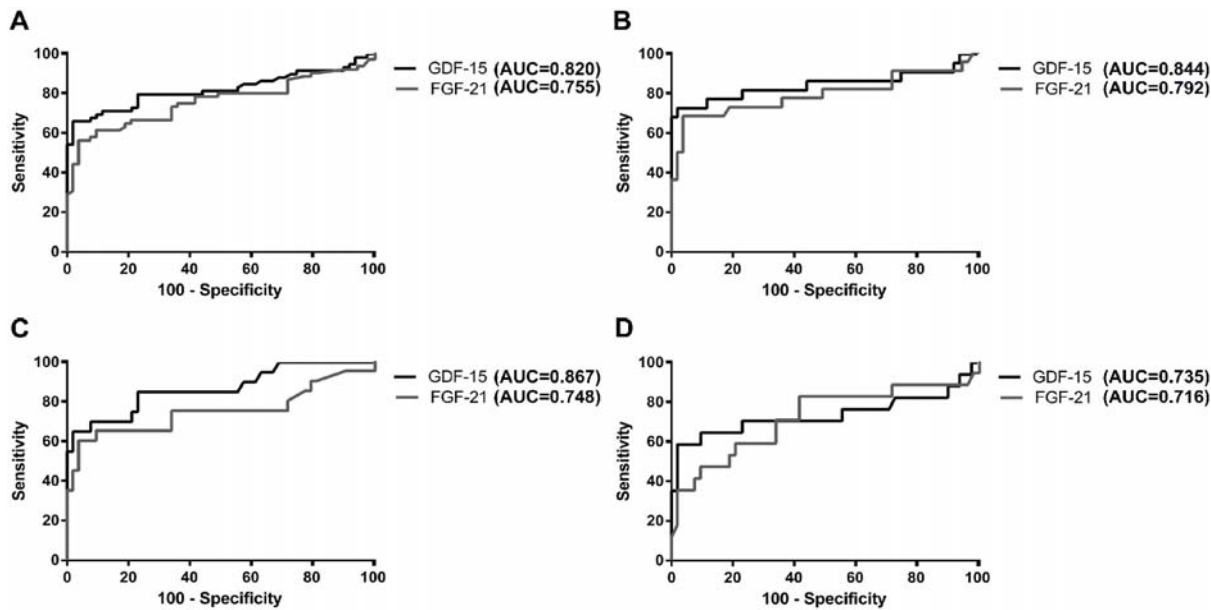 A
100
80
60
40
20
0
Sensitivity
0 20 40 60 80 100
100 - Specificity
GDF-15 (AUC=0.820)
FGF-21 (AUC=0.755)
B
100
80
60
40
20
0
Sensitivity
0 20 40 60 80 100
100 - Specificity
GDF-15 (AUC=0.844)
FGF-21 (AUC=0.792)
C
100
80
60
40
20
0
Sensitivity
0 20 40 60 80 100
100 - Specificity
GDF-15 (AUC=0.867)
FGF-21 (AUC=0.748)
D
100
80
60
40
20
0
Sensitivity
0 20 40 60 80 100
100 - Specificity
GDF-15 (AUC=0.735)
FGF-21 (AUC=0.716)